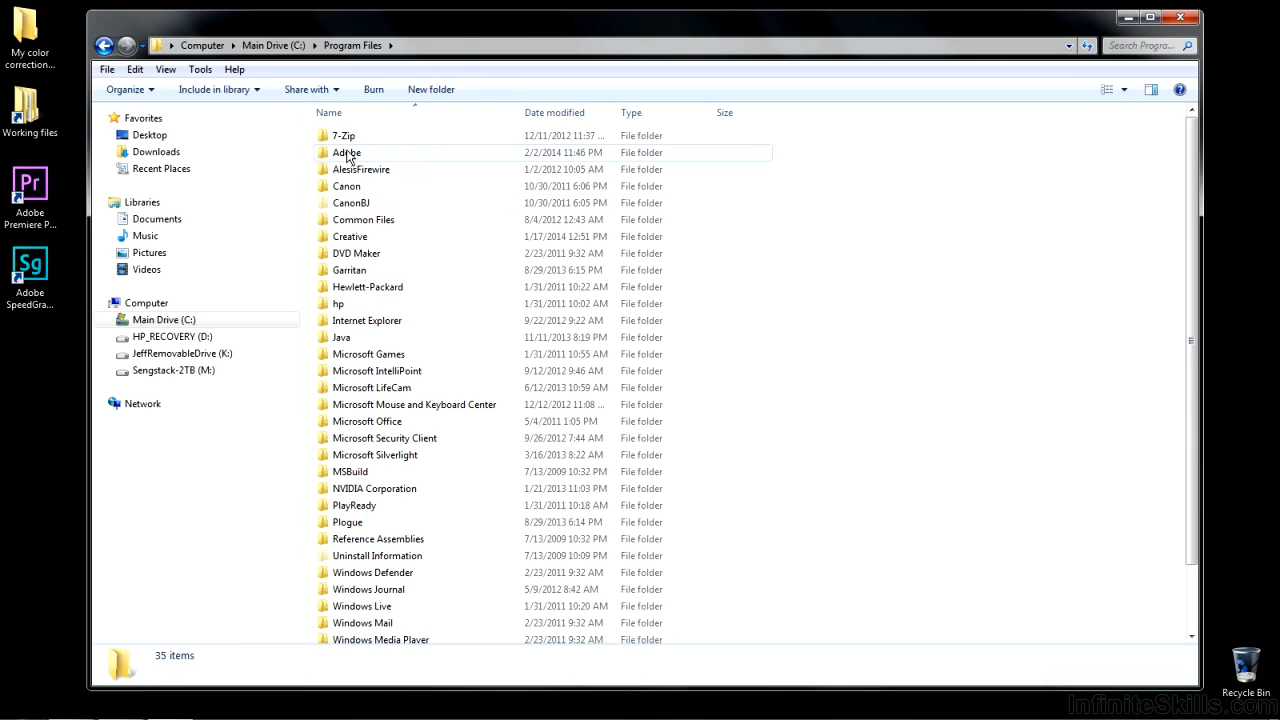 My color
correction...
Working files
Adobe
Premiere P...
Adobe
SpeedGra...
Computer Main Drive (C:) Program Files
Search Progra...
File Edit View Tools Help
Organize Include in library Share with Burn New folder
Favorites
Desktop
Downloads
Recent Places
Libraries
Documents
Music
Pictures
Videos
Computer
Main Drive (C:)
HP_RECOVERY (D:)
JeffRemovableDrive (K:)
Sengstack-2TB (M:)
Network
Name Date modified Type Size
7-Zip 12/11/2012 11:37 ... File folder
Adobe 2/2/2014 11:46 PM File folder
AlesisFirewire 1/2/2012 10:05 AM File folder
Canon 10/30/2011 6:06 PM File folder
CanonBJ 10/30/2011 6:05 PM File folder
Common Files 8/4/2012 12:43 AM File folder
Creative 1/17/2014 12:51 PM File folder
DVD Maker 2/23/2011 9:32 AM File folder
Garritan 8/29/2013 6:15 PM File folder
Hewlett-Packard 1/31/2011 10:22 AM File folder
hp 1/31/2011 10:02 AM File folder
Internet Explorer 9/22/2012 9:22 AM File folder
Java 11/11/2013 8:19 PM File folder
Microsoft Games 1/31/2011 10:55 AM File folder
Microsoft IntelliPoint 9/12/2012 9:46 AM File folder
Microsoft LifeCam 6/12/2013 10:59 AM File folder
Microsoft Mouse and Keyboard Center 12/12/2012 11:08 ... File folder
Microsoft Office 5/4/2011 1:05 PM File folder
Microsoft Security Client 9/26/2012 7:44 AM File folder
Microsoft Silverlight 3/16/2013 8:22 AM File folder
MSBuild 7/13/2009 10:32 PM File folder
NVIDIA Corporation 1/21/2013 11:03 PM File folder
PlayReady 1/31/2011 10:18 AM File folder
Plogue 8/29/2013 6:14 PM File folder
Reference Assemblies 7/13/2009 10:32 PM File folder
Uninstall Information 7/13/2009 10:09 PM File folder
Windows Defender 2/23/2011 9:32 AM File folder
Windows Journal 5/9/2012 8:42 AM File folder
Windows Live 1/31/2011 10:20 AM File folder
Windows Mail 2/23/2011 9:32 AM File folder
Windows Media Player 2/23/2011 9:32 AM File folder
35 items
Recycle Bin
InfiniteSkills.com
Pr
Sg